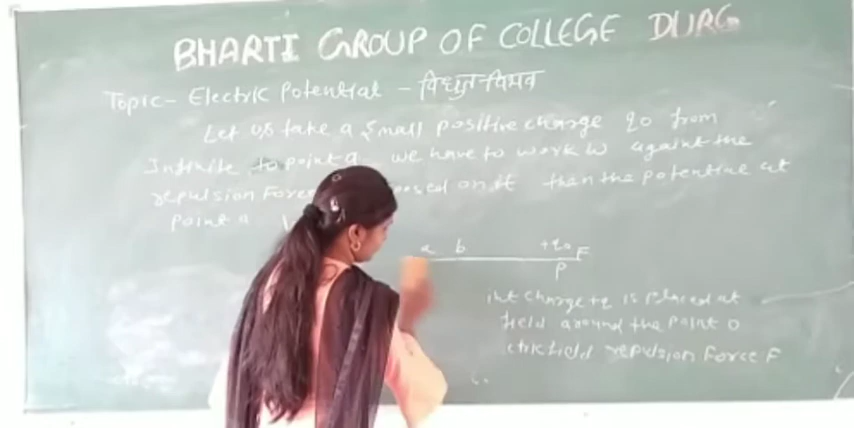 BHARTI GROUP OF COLLEGE DURG
Topic - Electric Potential - विद्युत विभव
Let us take a small positive charge q0 from
Infinite to point a we have to work W against the
repulsion Force on it then the potential at
Point a
a b +q0 F
P
Charge +q is placed at
field around the point O
field repulsion Force F